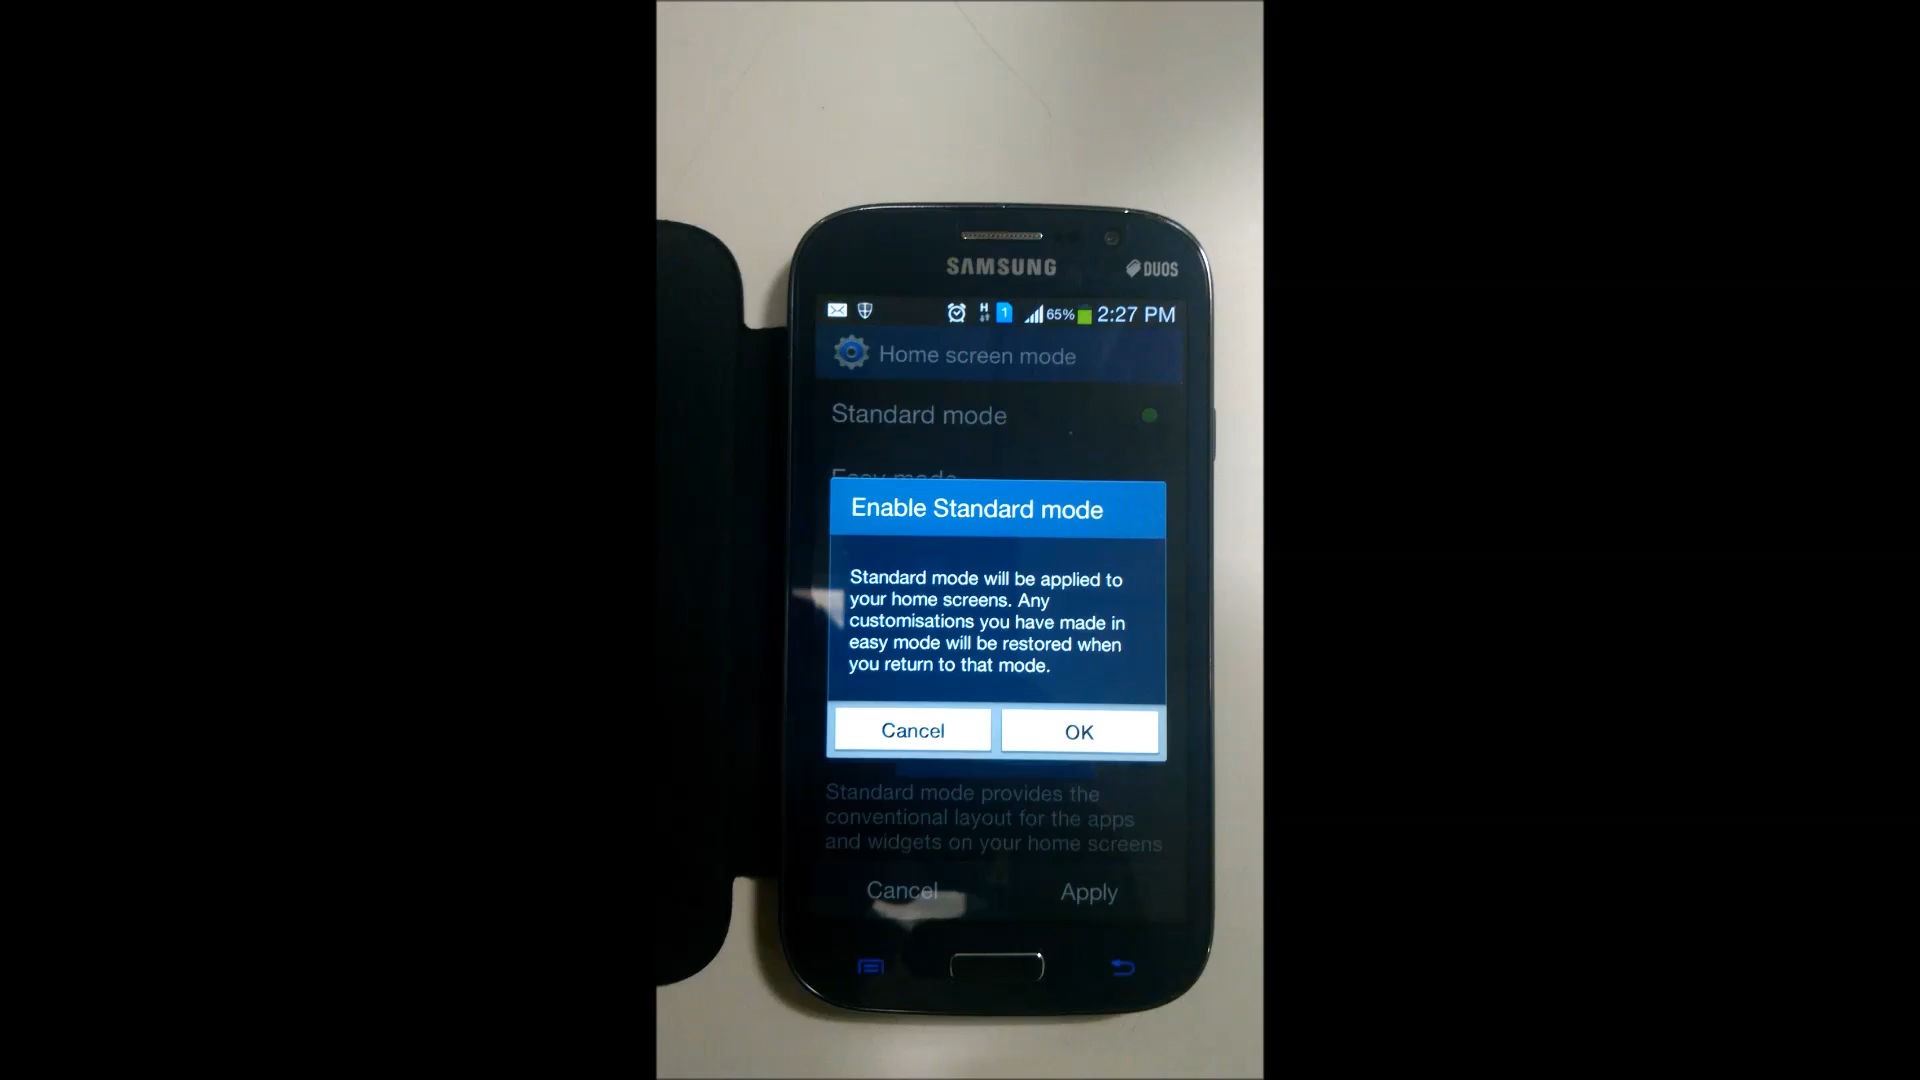 SAMSUNG
DUOS
H 1 65% 2:27 PM
Home screen mode
Standard mode
Easy mode
Enable Standard mode
Standard mode will be applied to
your home screens. Any
customisations you have made in
easy mode will be restored when
you return to that mode.
Cancel OK
Standard mode provides the
conventional layout for the apps
and widgets on your home screens
Cancel Apply